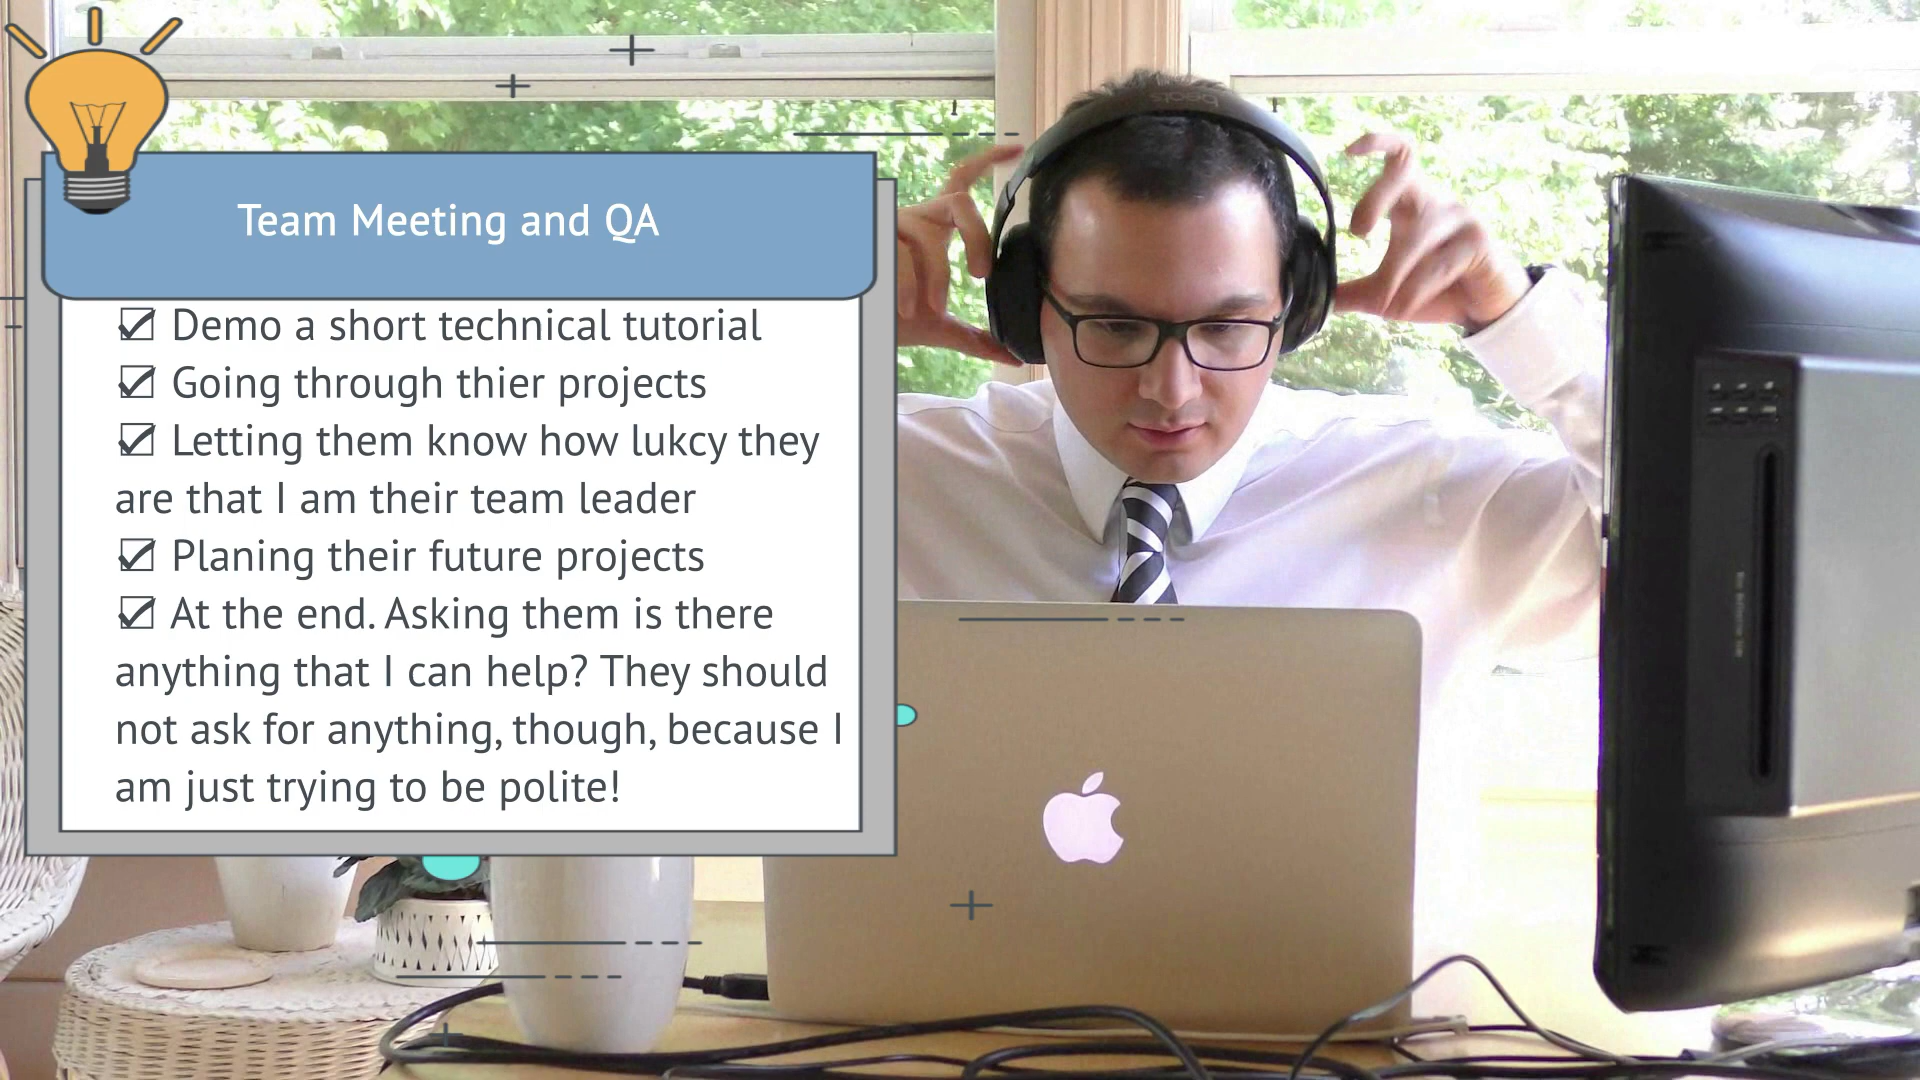 Team Meeting and QA
☑ Demo a short technical tutorial
☑ Going through thier projects
☑ Letting them know how lukcy they
are that I am their team leader
☑ Planing their future projects
☑ At the end. Asking them is there
anything that I can help? They should
not ask for anything, though, because I
am just trying to be polite!